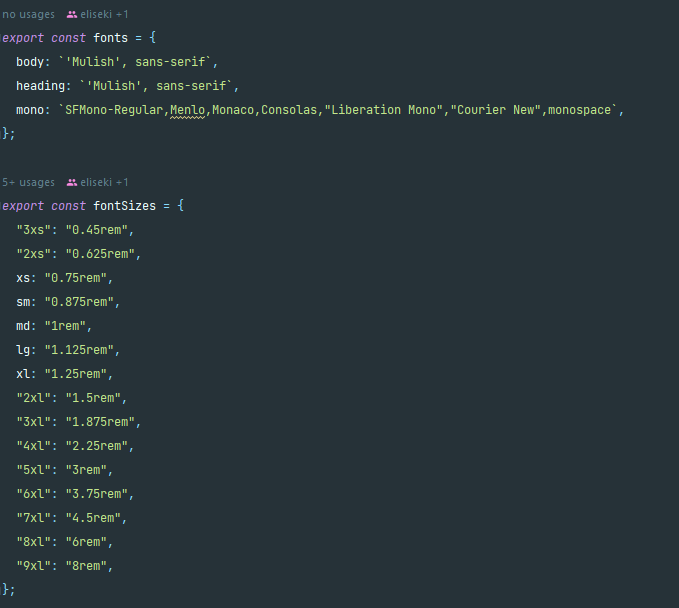 no usages eliseki +1
export const fonts = {
body: `'Mulish', sans-serif`,
heading: `'Mulish', sans-serif`,
mono: `SFMono-Regular,Menlo,Monaco,Consolas,"Liberation Mono","Courier New",monospace`,
};
5+ usages eliseki +1
export const fontSizes = {
"3xs": "0.45rem",
"2xs": "0.625rem",
xs: "0.75rem",
sm: "0.875rem",
md: "1rem",
lg: "1.125rem",
xl: "1.25rem",
"2xl": "1.5rem",
"3xl": "1.875rem",
"4xl": "2.25rem",
"5xl": "3rem",
"6xl": "3.75rem",
"7xl": "4.5rem",
"8xl": "6rem",
"9xl": "8rem",
};